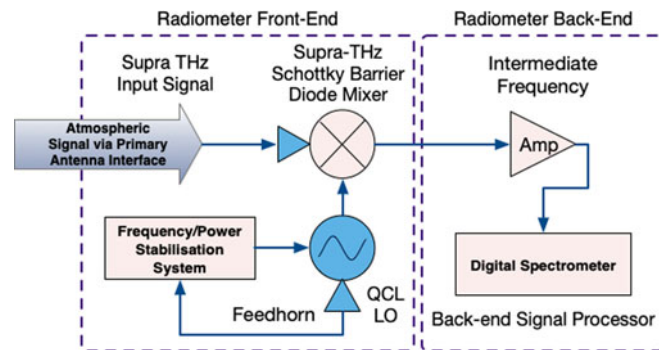 Radiometer Front-End
Radiometer Back-End
Supra THz
Input Signal
Supra-THz
Schottky Barrier
Diode Mixer
Intermediate
Frequency
Atmospheric
Signal via Primary
Antenna Interface
Amp
Frequency/Power
Stabilisation
System
Digital Spectrometer
Feedhorn
QCL
LO
Back-end Signal Processor